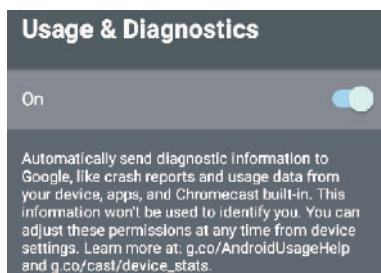 Usage & Diagnostics
On
Automatically send diagnostic information to
Google, like crash reports and usage data from
your device, apps, and Chromecast built-in. This
information won't be used to identify you. You can
adjust these permissions at any time from device
settings. Learn more at: g.co/AndroidUsageHelp
and g.co/cast/device_stats.